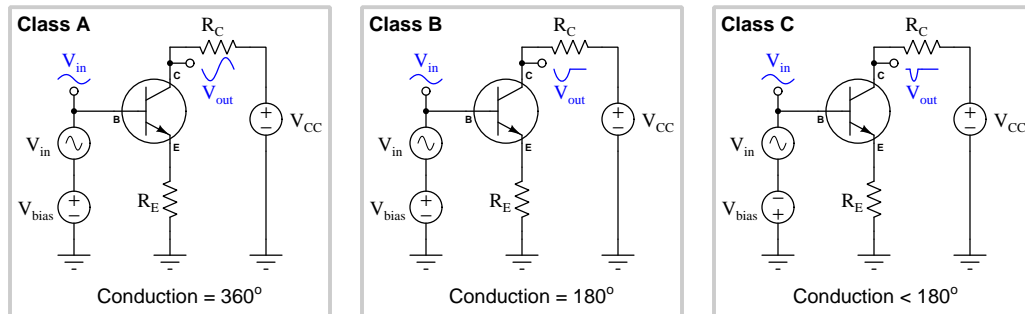 Class A
R_C
V_in
C
V_out
B
V_CC
V_in
E
R_E
V_bias
Conduction = 360°
Class B
R_C
V_in
C
V_out
B
V_CC
V_in
E
R_E
V_bias
Conduction = 180°
Class C
R_C
V_in
C
V_out
B
V_CC
V_in
E
R_E
V_bias
Conduction < 180°